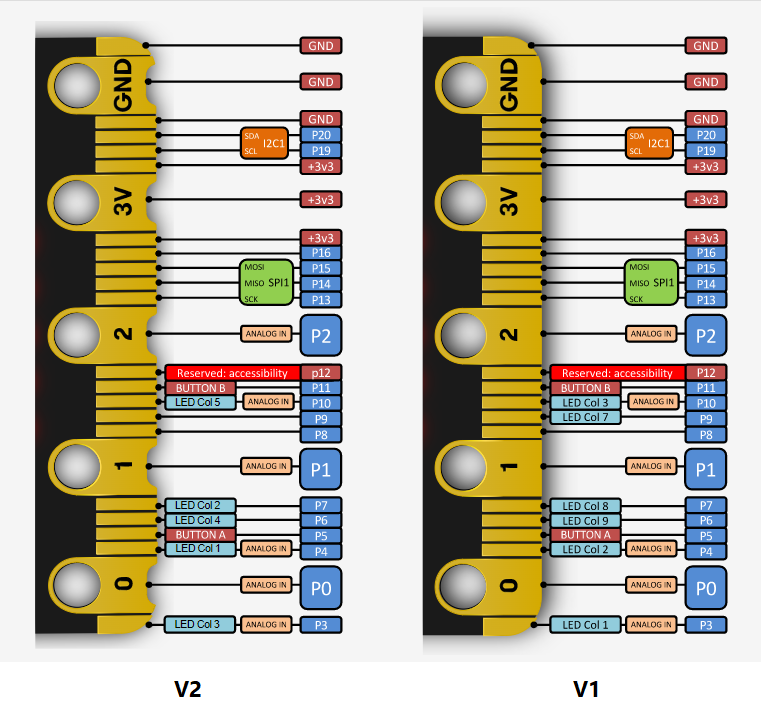 GND
GND
GND
GND
SDA
SCL
I2C1
P20
P19
+3v3
3V
+3v3
+3v3
P16
MOSI
MISO
SCK
SPI1
P15
P14
P13
2
ANALOG IN
P2
Reserved: accessibility
p12
BUTTON B
P11
LED Col 5
ANALOG IN
P10
P9
P8
1
ANALOG IN
P1
LED Col 2
P7
LED Col 4
P6
BUTTON A
P5
LED Col 1
ANALOG IN
P4
0
ANALOG IN
P0
LED Col 3
ANALOG IN
P3
V2
GND
GND
GND
GND
SDA
SCL
I2C1
P20
P19
+3v3
3V
+3v3
+3v3
P16
MOSI
MISO
SCK
SPI1
P15
P14
P13
2
ANALOG IN
P2
Reserved: accessibility
P12
BUTTON B
P11
LED Col 3
ANALOG IN
P10
LED Col 7
P9
P8
1
ANALOG IN
P1
LED Col 8
P7
LED Col 9
P6
BUTTON A
P5
LED Col 2
ANALOG IN
P4
0
ANALOG IN
P0
LED Col 1
ANALOG IN
P3
V1